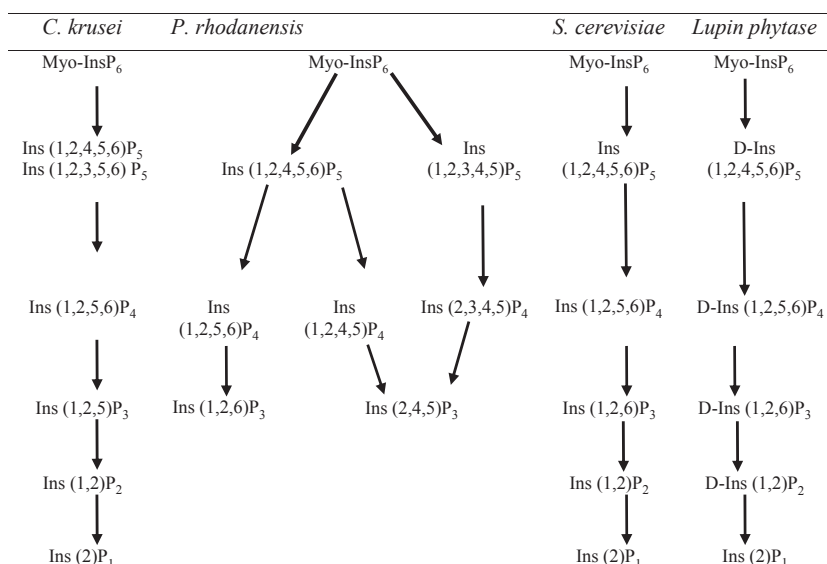 C. krusei P. rhodanensis S. cerevisiae Lupin phytase
Myo-InsP6 Myo-InsP6 Myo-InsP6 Myo-InsP6
Ins (1,2,4,5,6)P5
Ins (1,2,3,5,6) P5
Ins (1,2,4,5,6)P5
Ins
(1,2,3,4,5)P5
Ins
(1,2,4,5,6)P5
D-Ins
(1,2,4,5,6)P5
Ins (1,2,5,6)P4
Ins
(1,2,5,6)P4
Ins
(1,2,4,5)P4
Ins (2,3,4,5)P4
Ins (1,2,5,6)P4
D-Ins (1,2,5,6)P4
Ins (1,2,5)P3 Ins (1,2,6)P3 Ins (2,4,5)P3 Ins (1,2,6)P3 D-Ins (1,2,6)P3
Ins (1,2)P2 Ins (1,2)P2 D-Ins (1,2)P2
Ins (2)P1 Ins (2)P1 Ins (2)P1